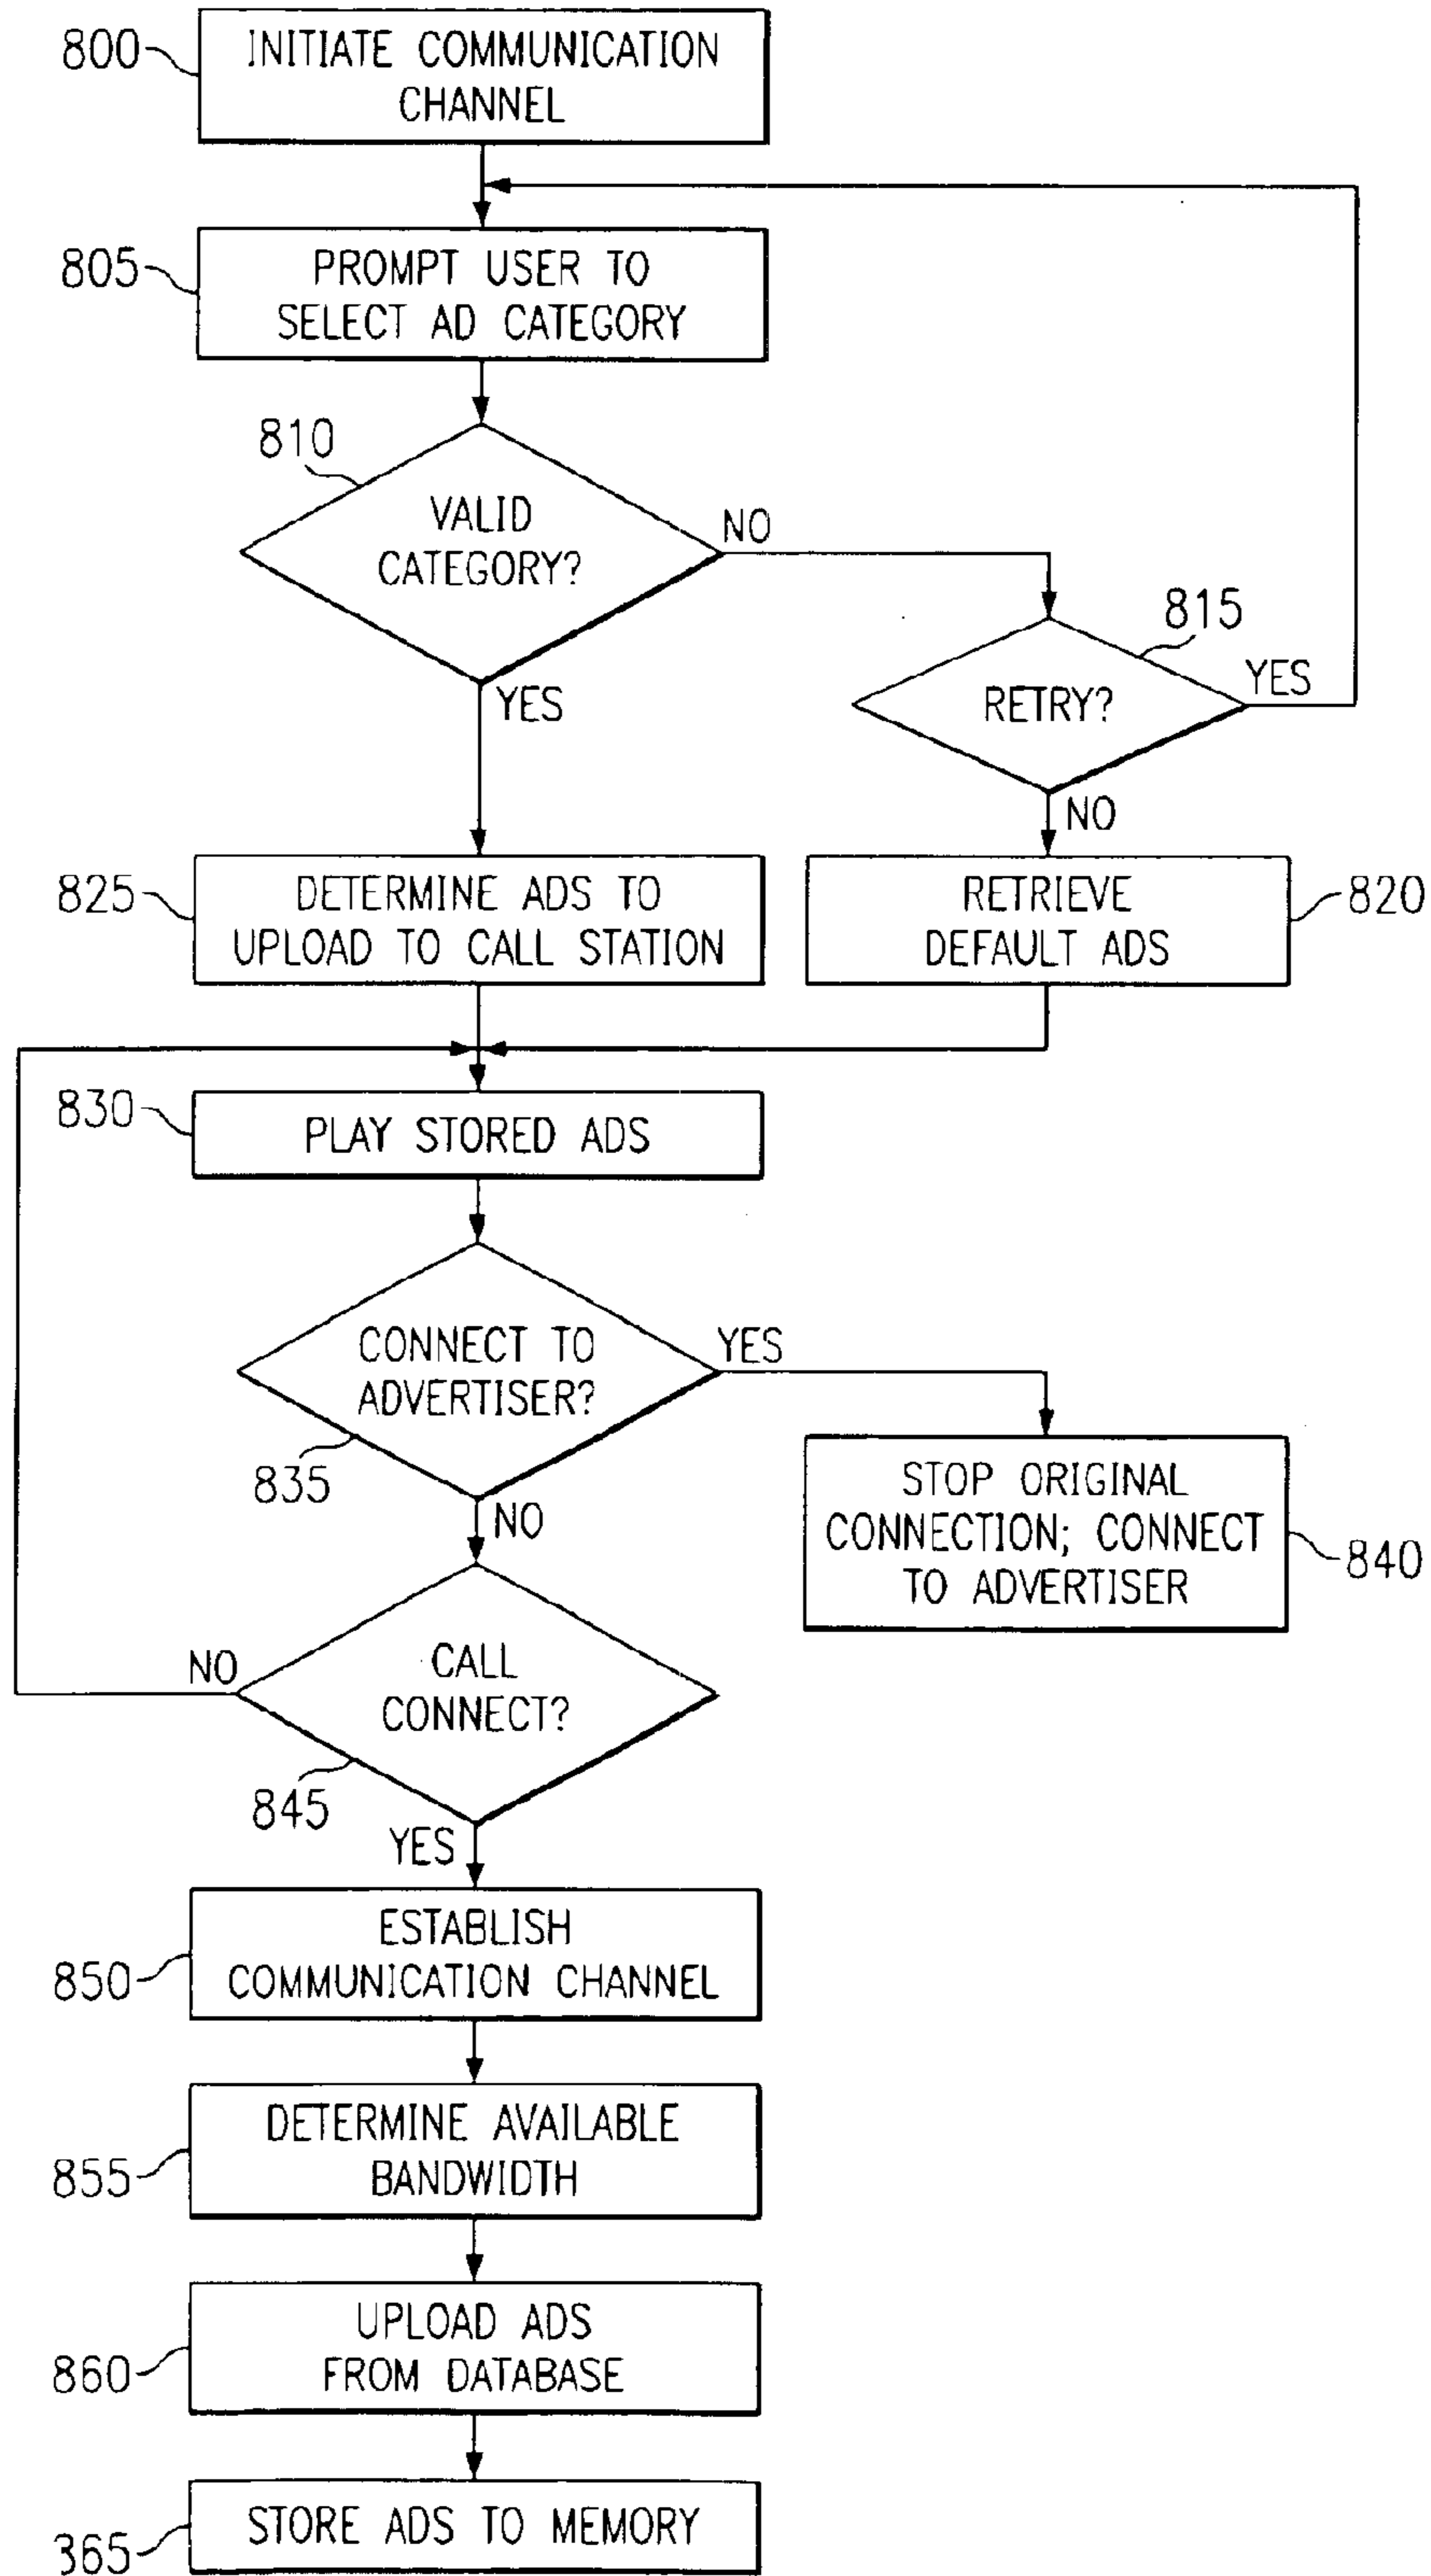 800
INITIATE COMMUNICATION
CHANNEL
805
PROMPT USER TO
SELECT AD CATEGORY
810
VALID
CATEGORY?
NO
815
RETRY?
YES
YES
NO
825
DETERMINE ADS TO
UPLOAD TO CALL STATION
RETRIEVE
DEFAULT ADS
820
830
PLAY STORED ADS
CONNECT TO
ADVERTISER?
YES
835
NO
STOP ORIGINAL
CONNECTION; CONNECT
TO ADVERTISER
840
NO
CALL
CONNECT?
845
YES
ESTABLISH
COMMUNICATION CHANNEL
850
DETERMINE AVAILABLE
BANDWIDTH
855
UPLOAD ADS
FROM DATABASE
860
STORE ADS TO MEMORY
365